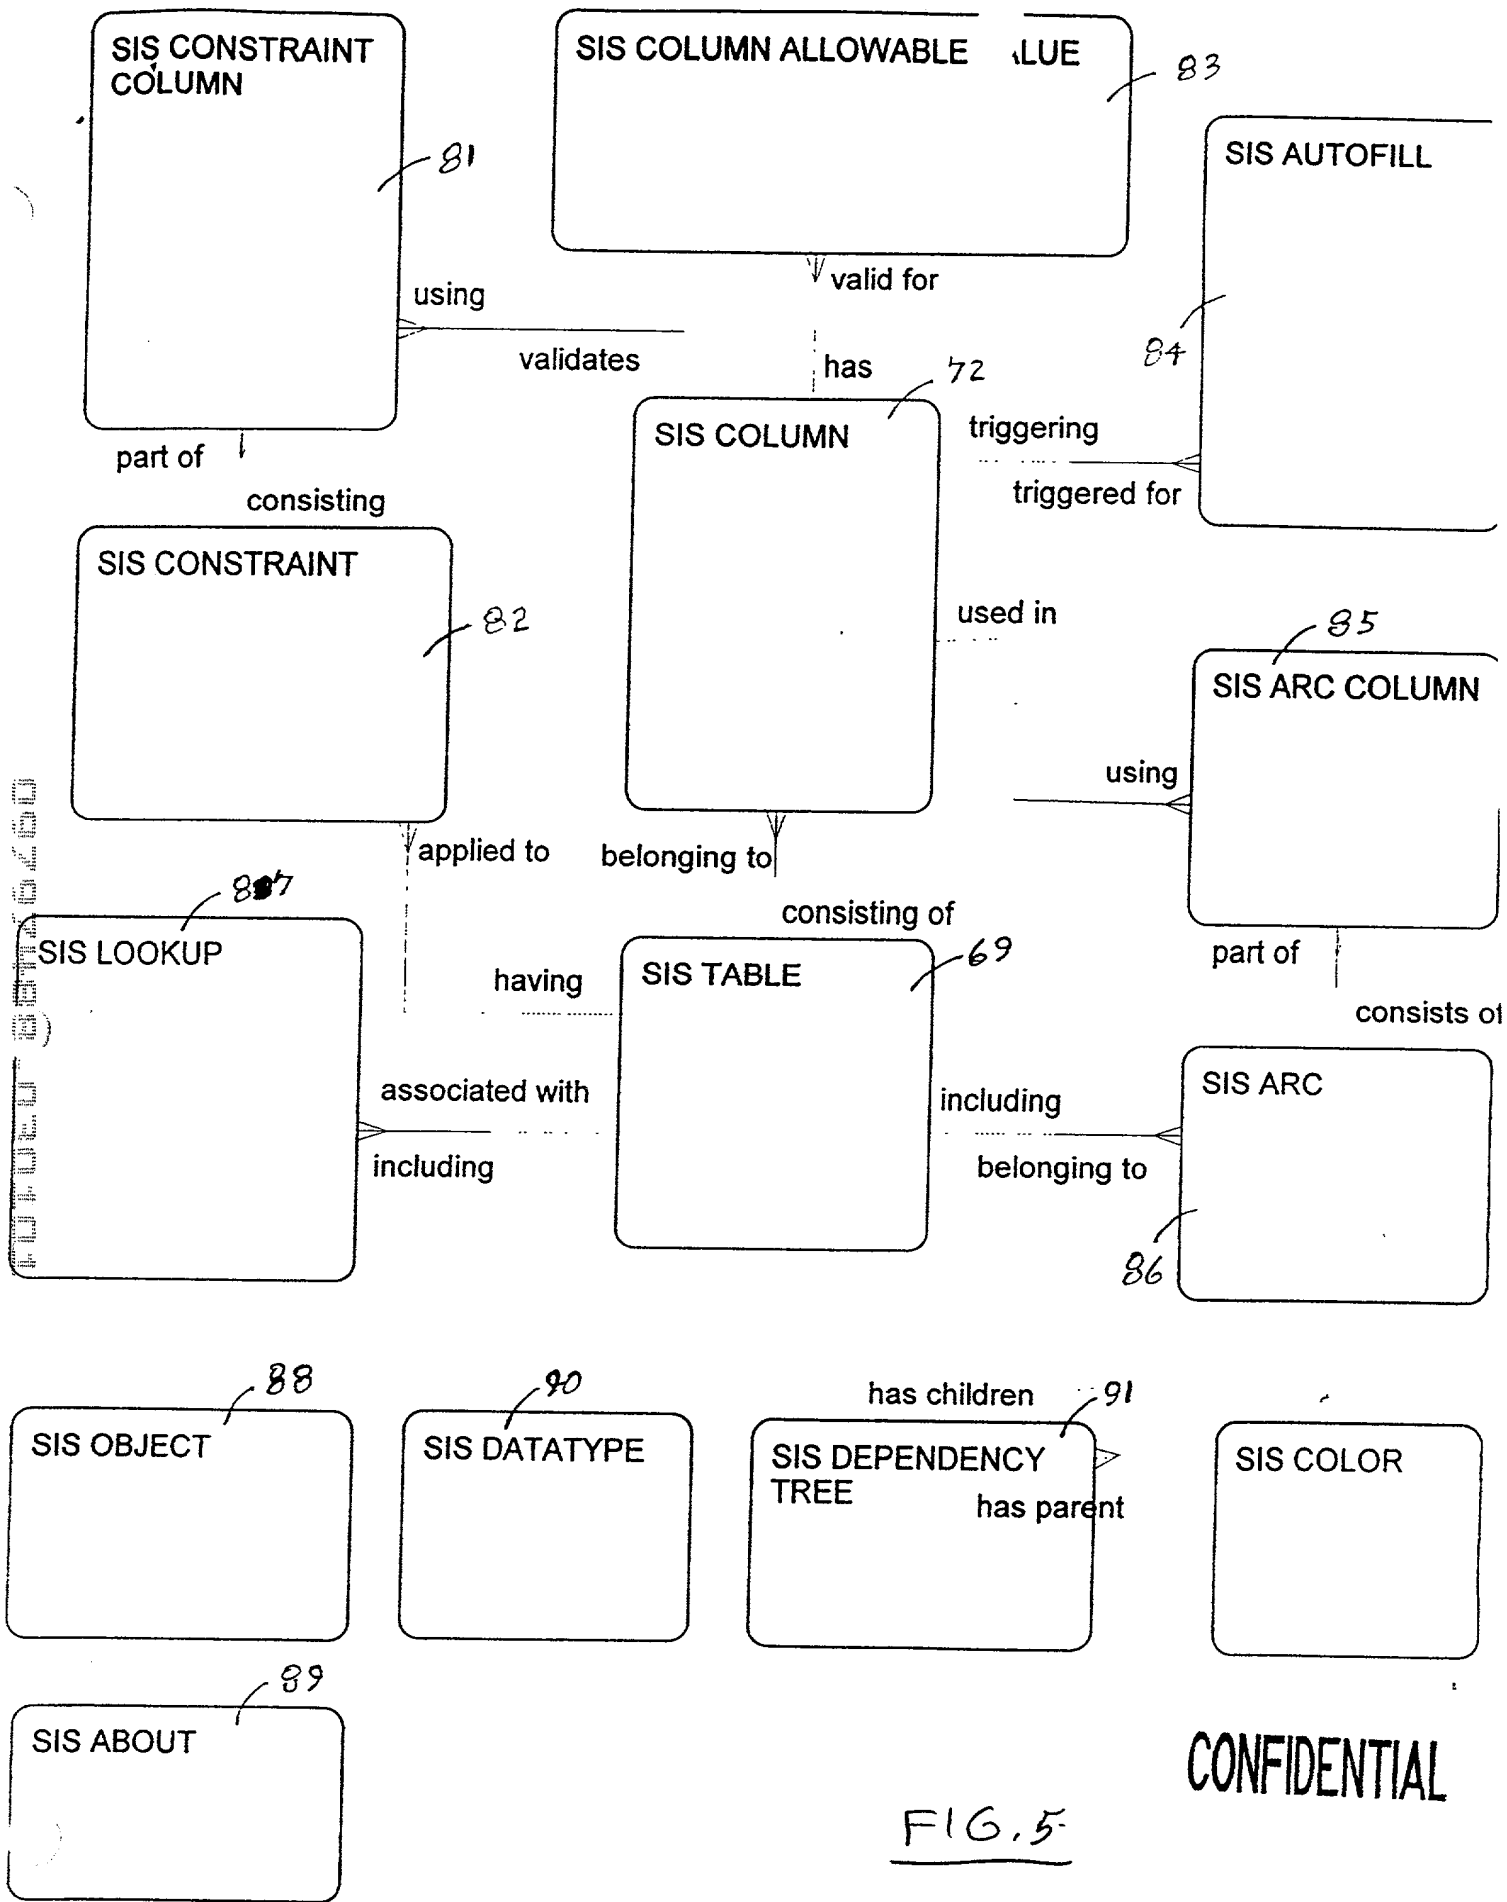 SIS CONSTRAINT
COLUMN
81
SIS COLUMN ALLOWABLE LUE
83
SIS AUTOFILL
84
using
validates
valid for
has
72
part of
consisting
SIS COLUMN
triggering
triggered for
SIS CONSTRAINT
82
used in
85
SIS ARC COLUMN
using
applied to
belonging to
87
SIS LOOKUP
consisting of
69
part of
having
SIS TABLE
consists of
associated with
including
including
belonging to
SIS ARC
86
88
SIS OBJECT
90
SIS DATATYPE
has children
91
SIS DEPENDENCY
TREE
has parent
SIS COLOR
89
SIS ABOUT
CONFIDENTIAL
FIG. 5